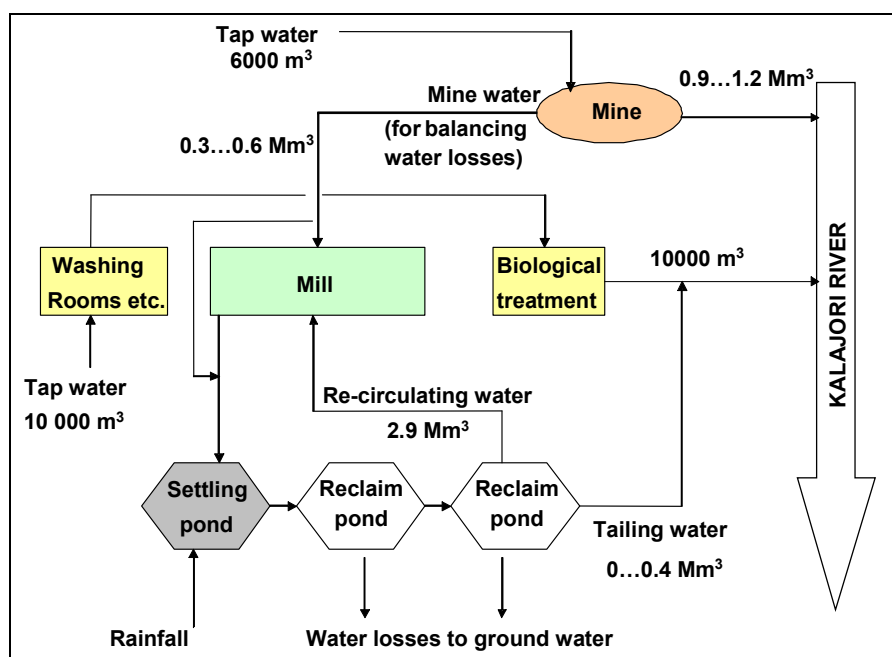 Tap water
6000 m³
0.9…1.2 Mm³
Mine water
Mine
(for balancing
water losses)
0.3…0.6 Mm³
Washing
Rooms etc.
Mill
Biological
treatment
10000 m³
KALAJORI RIVER
Tap water
10 000 m³
Re-circulating water
2.9 Mm³
Settling
pond
Reclaim
pond
Reclaim
pond
Tailing water
0…0.4 Mm³
Rainfall
Water losses to ground water